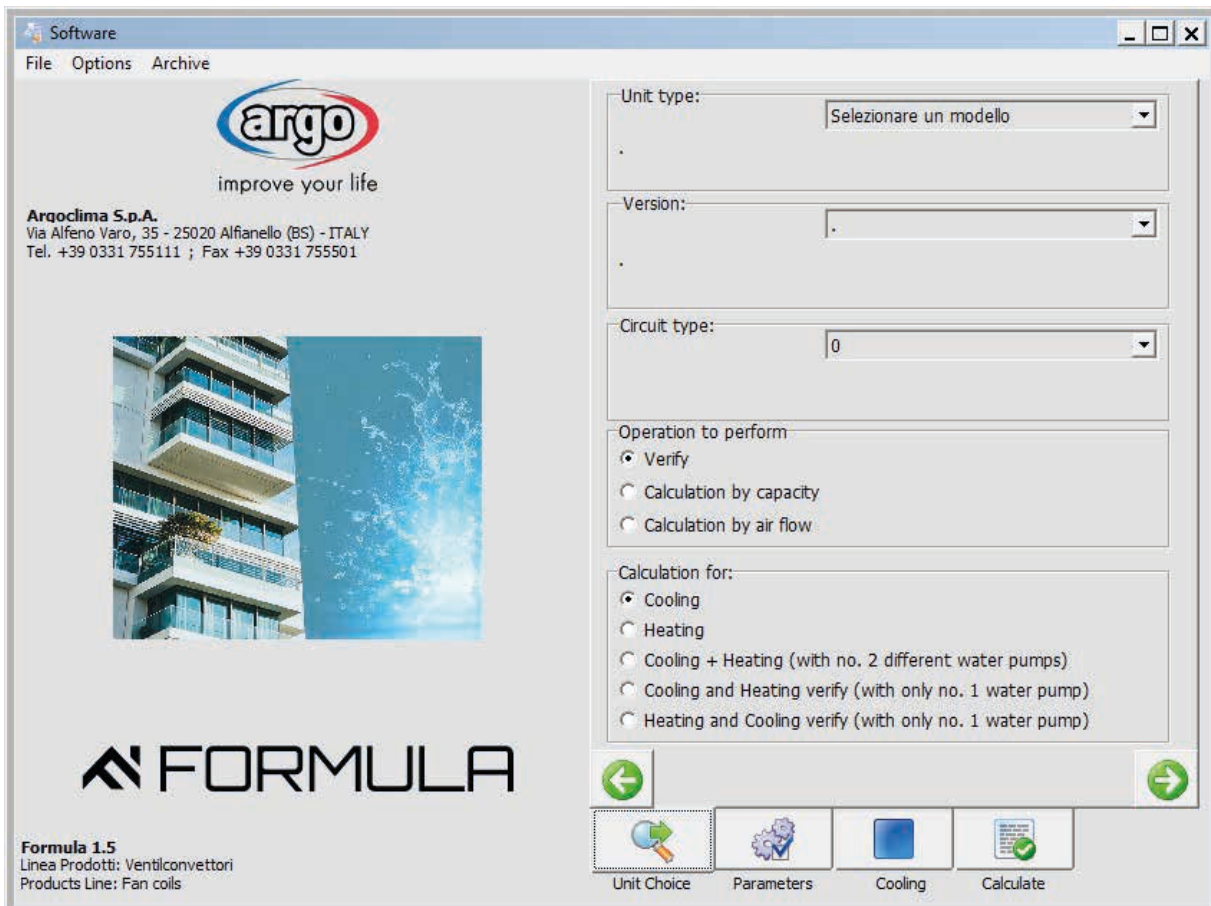 Software
File Options Archive
argo
improve your life
Argoclima S.p.A.
Via Alfeno Varo, 35 - 25020 Alfianello (BS) - ITALY
Tel. +39 0331 755111 ; Fax +39 0331 755501
FORMULA
Formula 1.5
Linea Prodotti: Ventilconvettori
Products Line: Fan coils
Unit type:
Selezionare un modello
.
Version:
.
.
Circuit type:
0
Operation to perform
Verify
Calculation by capacity
Calculation by air flow
Calculation for:
Cooling
Heating
Cooling + Heating (with no. 2 different water pumps)
Cooling and Heating verify (with only no. 1 water pump)
Heating and Cooling verify (with only no. 1 water pump)
Unit Choice Parameters Cooling Calculate